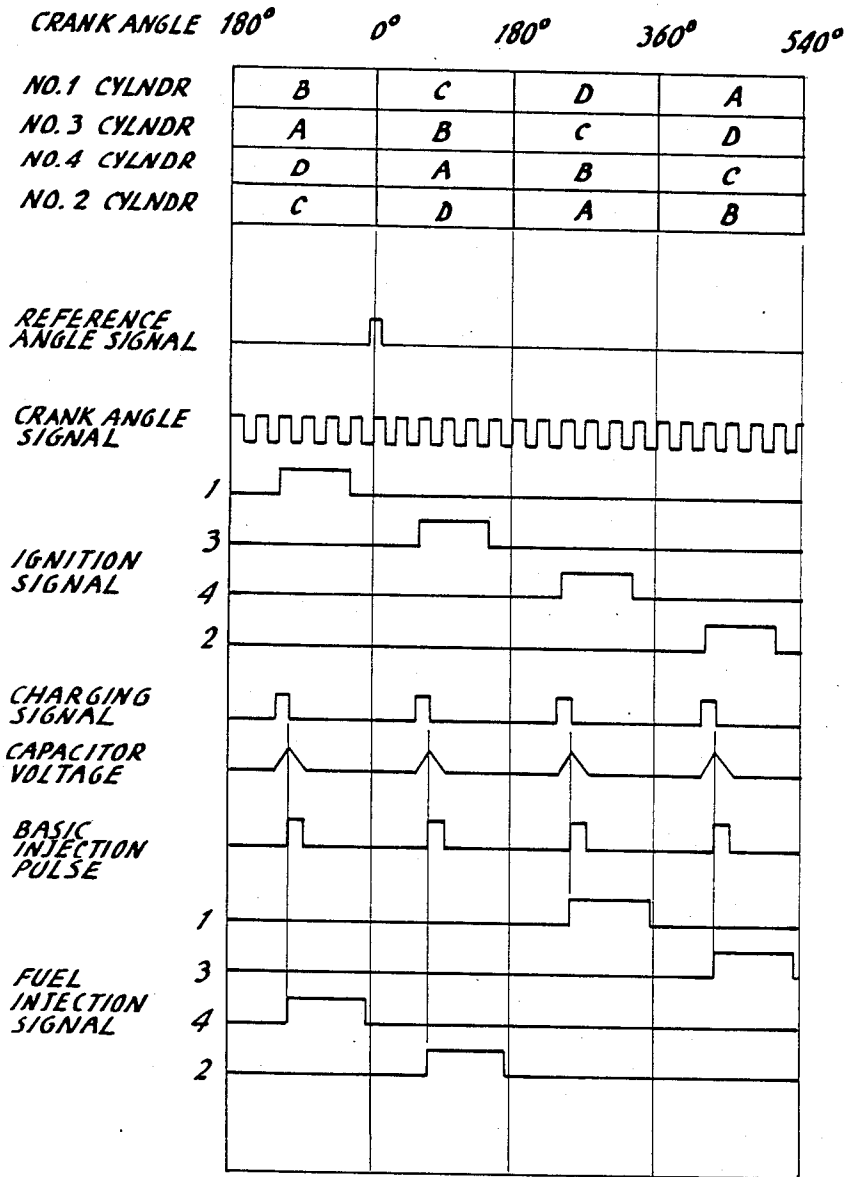 CRANK ANGLE 180° 0° 180° 360° 540°
NO.1 CYLNDR B C D A
NO.3 CYLNDR A B C D
NO.4 CYLNDR D A B C
NO.2 CYLNDR C D A B
REFERENCE
ANGLE SIGNAL
CRANK ANGLE
SIGNAL
1
3
IGNITION
SIGNAL
4
2
CHARGING
SIGNAL
CAPACITOR
VOLTAGE
BASIC
INJECTION
PULSE
1
3
FUEL
INJECTION
SIGNAL
4
2